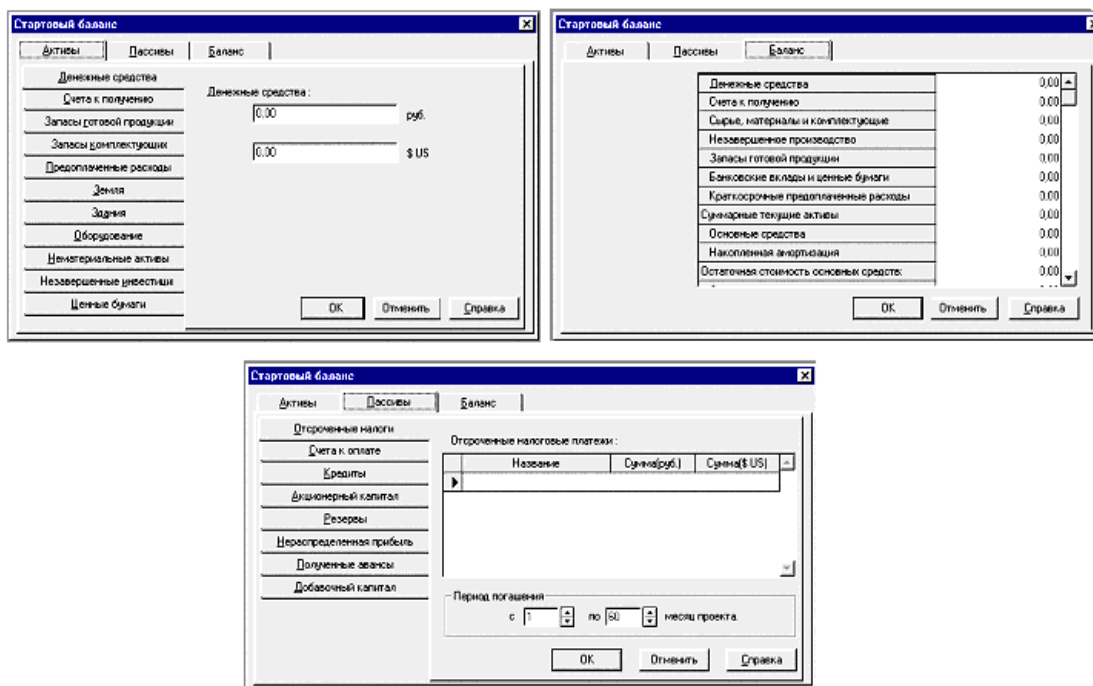 Стартовый баланс
Активы Пассивы Баланс
Денежные средства
Счета к получению
Запасы готовой продукции
Запасы комплектующих
Предоплаченные расходы
Земля
Здания
Оборудование
Нематериальные активы
Незавершенные инвестици
Ценные бумаги
Денежные средства :
0.00 руб.
0.00 $ US
OK Отменить Справка
Стартовый баланс
Активы Пассивы Баланс
Денежные средства 0,00
Счета к получению 0,00
Сырье, материалы и комплектующие 0,00
Незавершенное производство 0,00
Запасы готовой продукции 0,00
Банковские вклады и ценные бумаги 0,00
Краткосрочные предоплаченные расходы 0,00
Суммарные текущие активы 0,00
Основные средства 0,00
Накопленная амортизация 0,00
Остаточная стоимость основных средств: 0,00
OK Отменить Справка
Стартовый баланс
Активы Пассивы Баланс
Отсроченные налоги
Счета к оплате
Кредиты
Акционерный капитал
Резервы
Нераспределенная прибыль
Полученные авансы
Добавочный капитал
Отсроченные налоговые платежи :
Название Сумма(руб.) Сумма($ US)
Период погашения
с 1 по 60 месяц проекта.
OK Отменить Справка